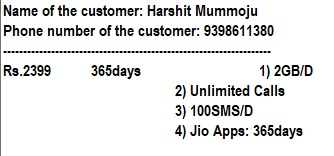 Name of the customer: Harshit Mummoju
Phone number of the customer: 9398611380
--------------------------------------------------------------------
Rs.2399 365days 1) 2GB/D
2) Unlimited Calls
3) 100SMS/D
4) Jio Apps: 365days